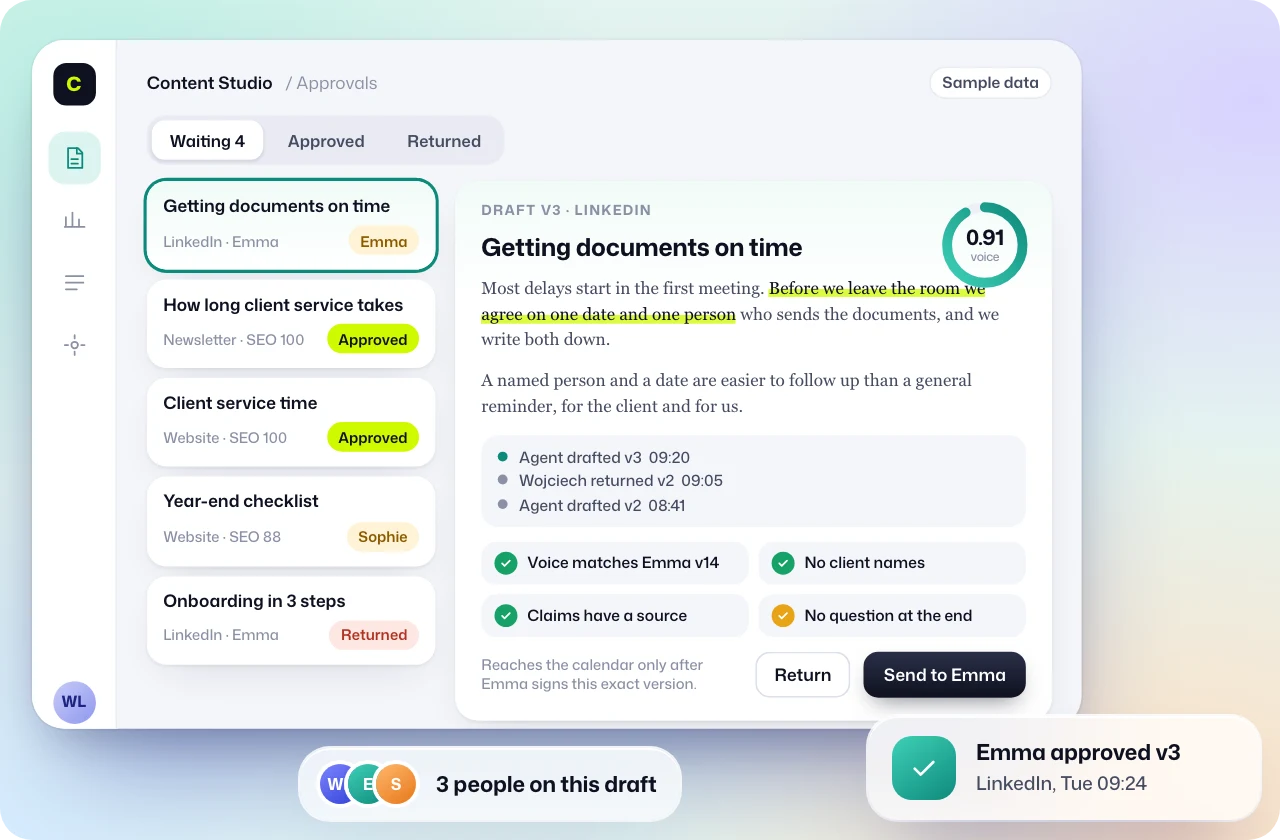 C
Content Studio / Approvals
Sample data
Waiting 4
Approved
Returned
Getting documents on time
LinkedIn · Emma
Emma
How long client service takes
Newsletter · SEO 100
Approved
Client service time
Website · SEO 100
Approved
Year-end checklist
Website · SEO 88
Sophie
Onboarding in 3 steps
LinkedIn · Emma
Returned
WL
DRAFT V3 · LINKEDIN
Getting documents on time
0.91
voice
Most delays start in the first meeting. Before we leave the room we
agree on one date and one person who sends the documents, and we
write both down.
A named person and a date are easier to follow up than a general
reminder, for the client and for us.
Agent drafted v3 09:20
Wojciech returned v2 09:05
Agent drafted v2 08:41
Voice matches Emma v14
No client names
Claims have a source
No question at the end
Reaches the calendar only after
Emma signs this exact version.
Return
Send to Emma
W E S
3 people on this draft
Emma approved v3
LinkedIn, Tue 09:24